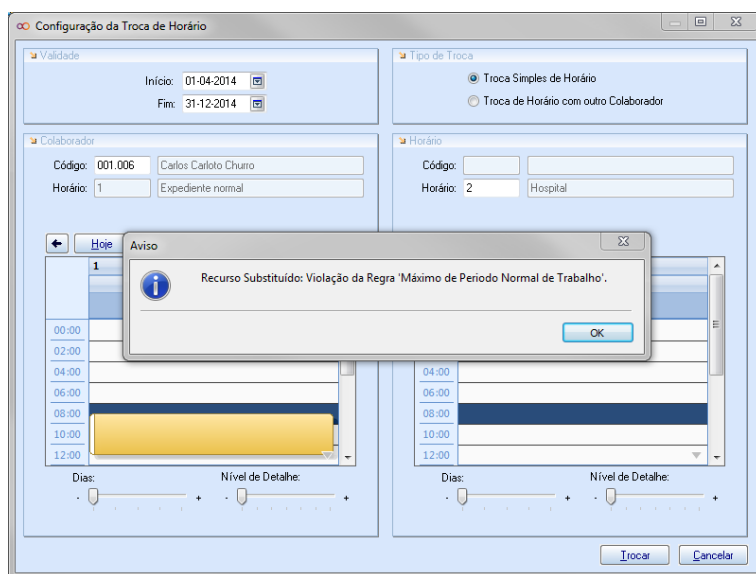 Configuração da Troca de Horário
Validade
Início: 01-04-2014
Fim: 31-12-2014
Tipo de Troca
Troca Simples de Horário
Troca de Horário com outro Colaborador
Colaborador
Código: 001.006 Carlos Carloto Churro
Horário: 1 Expediente normal
Horário
Código:
Horário: 2 Hospital
Hoje
1
Aviso
Recurso Substituído: Violação da Regra 'Máximo de Periodo Normal de Trabalho'.
OK
00:00
02:00
04:00
06:00
08:00
10:00
12:00
04:00
06:00
08:00
10:00
12:00
Dias:
- +
Nível de Detalhe:
- +
Dias:
- +
Nível de Detalhe:
- +
Trocar
Cancelar